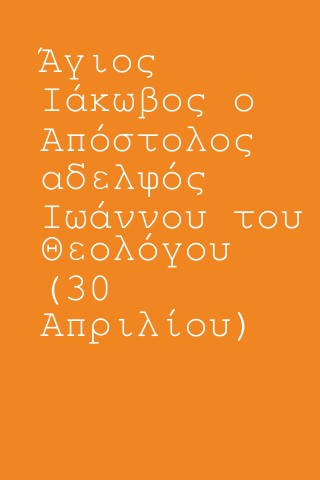 Άγιος
Ιάκωβος ο
Απόστολος
αδελφός
Ιωάννου του
Θεολόγου
(30
Απριλίου)